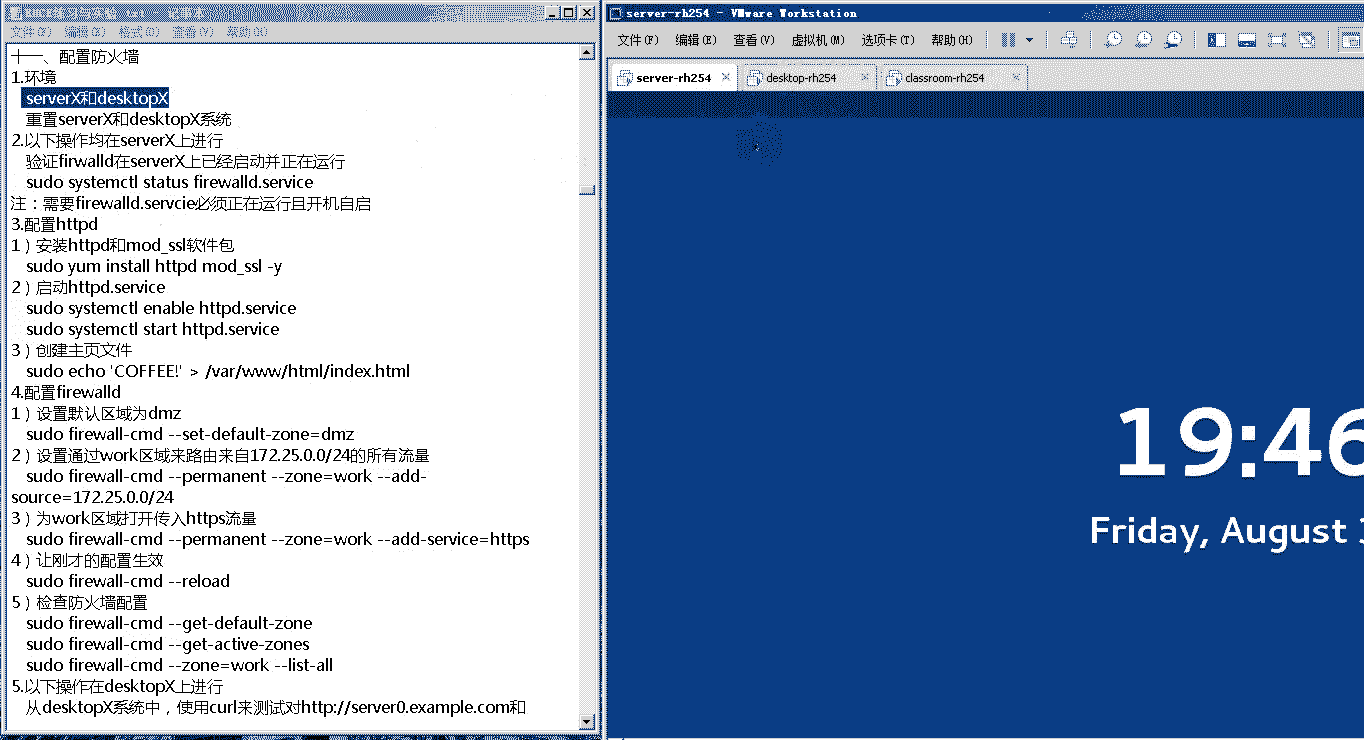 文件(F) 编辑(E) 格式(O) 查看(V) 帮助(H)
十一、配置防火墙
1.环境
serverX和desktopX
重置serverX和desktopX系统
2.以下操作均在serverX上进行
验证firwalld在serverX上已经启动并正在运行
sudo systemctl status firewalld.service
注：需要firewalld.servcie必须正在运行且开机自启
3.配置httpd
1）安装httpd和mod_ssl软件包
sudo yum install httpd mod_ssl -y
2）启动httpd.service
sudo systemctl enable httpd.service
sudo systemctl start httpd.service
3）创建主页文件
sudo echo 'COFFEE!' > /var/www/html/index.html
4.配置firewalld
1）设置默认区域为dmz
sudo firewall-cmd --set-default-zone=dmz
2）设置通过work区域来路由来自172.25.0.0/24的所有流量
sudo firewall-cmd --permanent --zone=work --add-
source=172.25.0.0/24
3）为work区域打开传入https流量
sudo firewall-cmd --permanent --zone=work --add-service=https
4）让刚才的配置生效
sudo firewall-cmd --reload
5）检查防火墙配置
sudo firewall-cmd --get-default-zone
sudo firewall-cmd --get-active-zones
sudo firewall-cmd --zone=work --list-all
5.以下操作在desktopX上进行
从desktopX系统中，使用curl来测试对http://server0.example.com和
server-rh254 - VMware Workstation
文件(F) 编辑(E) 查看(V) 虚拟机(M) 选项卡(T) 帮助(H)
server-rh254 desktop-rh254 classroom-rh254
19:46
Friday, August